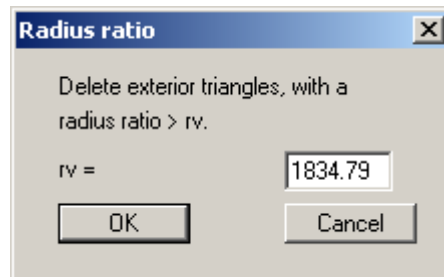 Radius ratio
Delete exterior triangles, with a
radius ratio > rv.
rv = 1834.79
OK Cancel